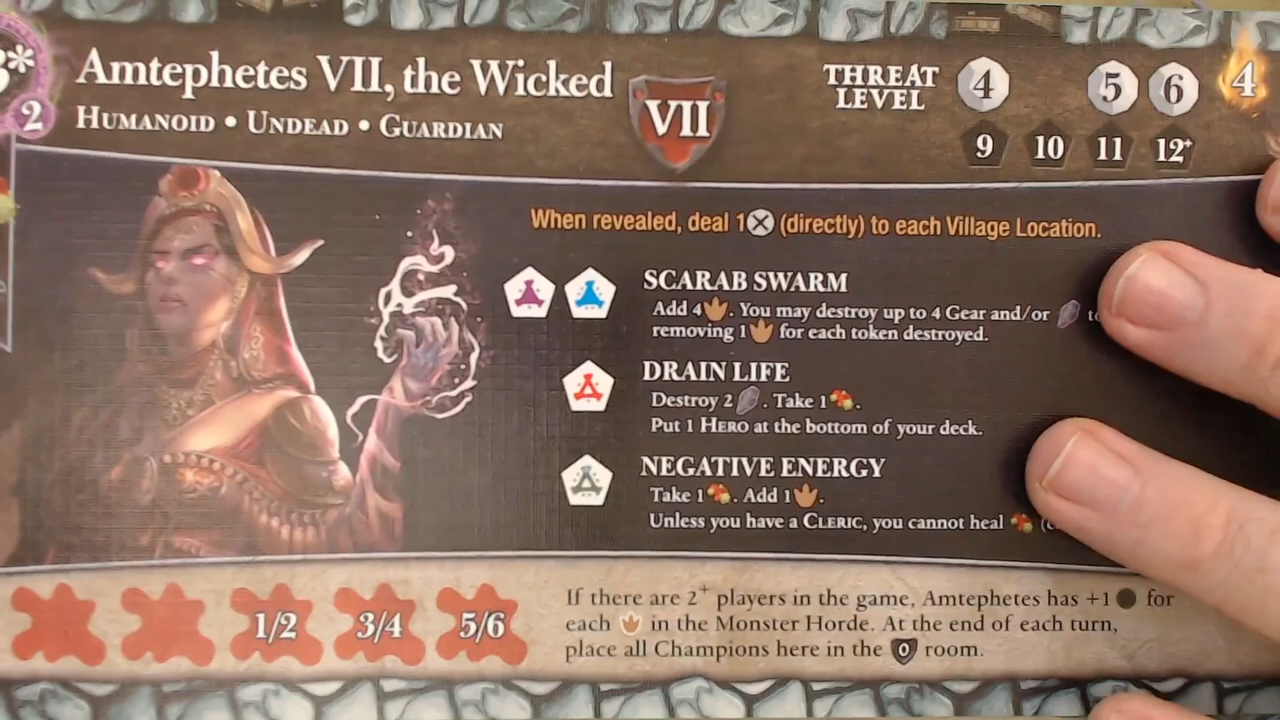 3*
2
Amtephetes VII, the Wicked
VII
THREAT LEVEL
4 5 6 4
HUMANOID • UNDEAD • GUARDIAN
9 10 11 12+
When revealed, deal 1 (directly) to each Village Location.
SCARAB SWARM
Add 4 . You may destroy up to 4 Gear and/or
removing 1 for each token destroyed.
DRAIN LIFE
Destroy 2 . Take 1 .
Put 1 HERO at the bottom of your deck.
NEGATIVE ENERGY
Take 1 . Add 1 .
Unless you have a CLERIC, you cannot heal
1/2 3/4 5/6
If there are 2+ players in the game, Amtephetes has +1 for
each in the Monster Horde. At the end of each turn,
place all Champions here in the 0 room.